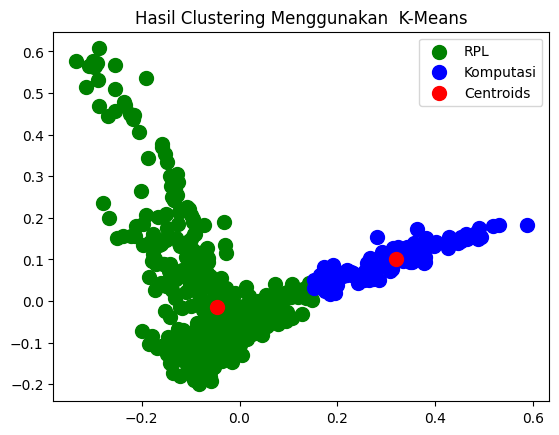 Hasil Clustering Menggunakan  K-Means
RPL
Komputasi
Centroids
0.6
0.5
0.4
0.3
0.2
0.1
0.0
−0.1
−0.2
−0.2 0.0 0.2 0.4 0.6